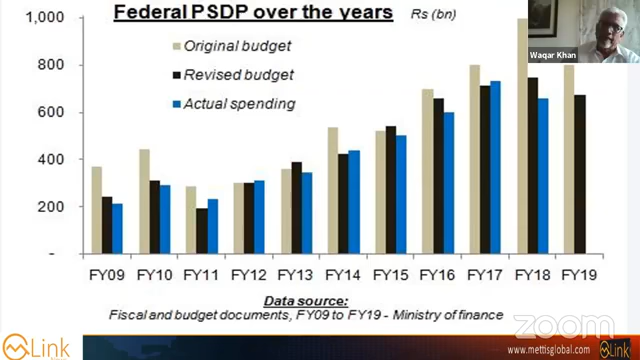 Federal PSDP over the years Rs (bn)
Waqar Khan
1,000
Original budget
800
Revised budget
Actual spending
600
400
200
-
FY09 FY10 FY11 FY12 FY13 FY14 FY15 FY16 FY17 FY18 FY19
Data source:
Fiscal and budget documents, FY09 to FY19 - Ministry of finance
zoom
Link
www.mettisglobal.com
Link